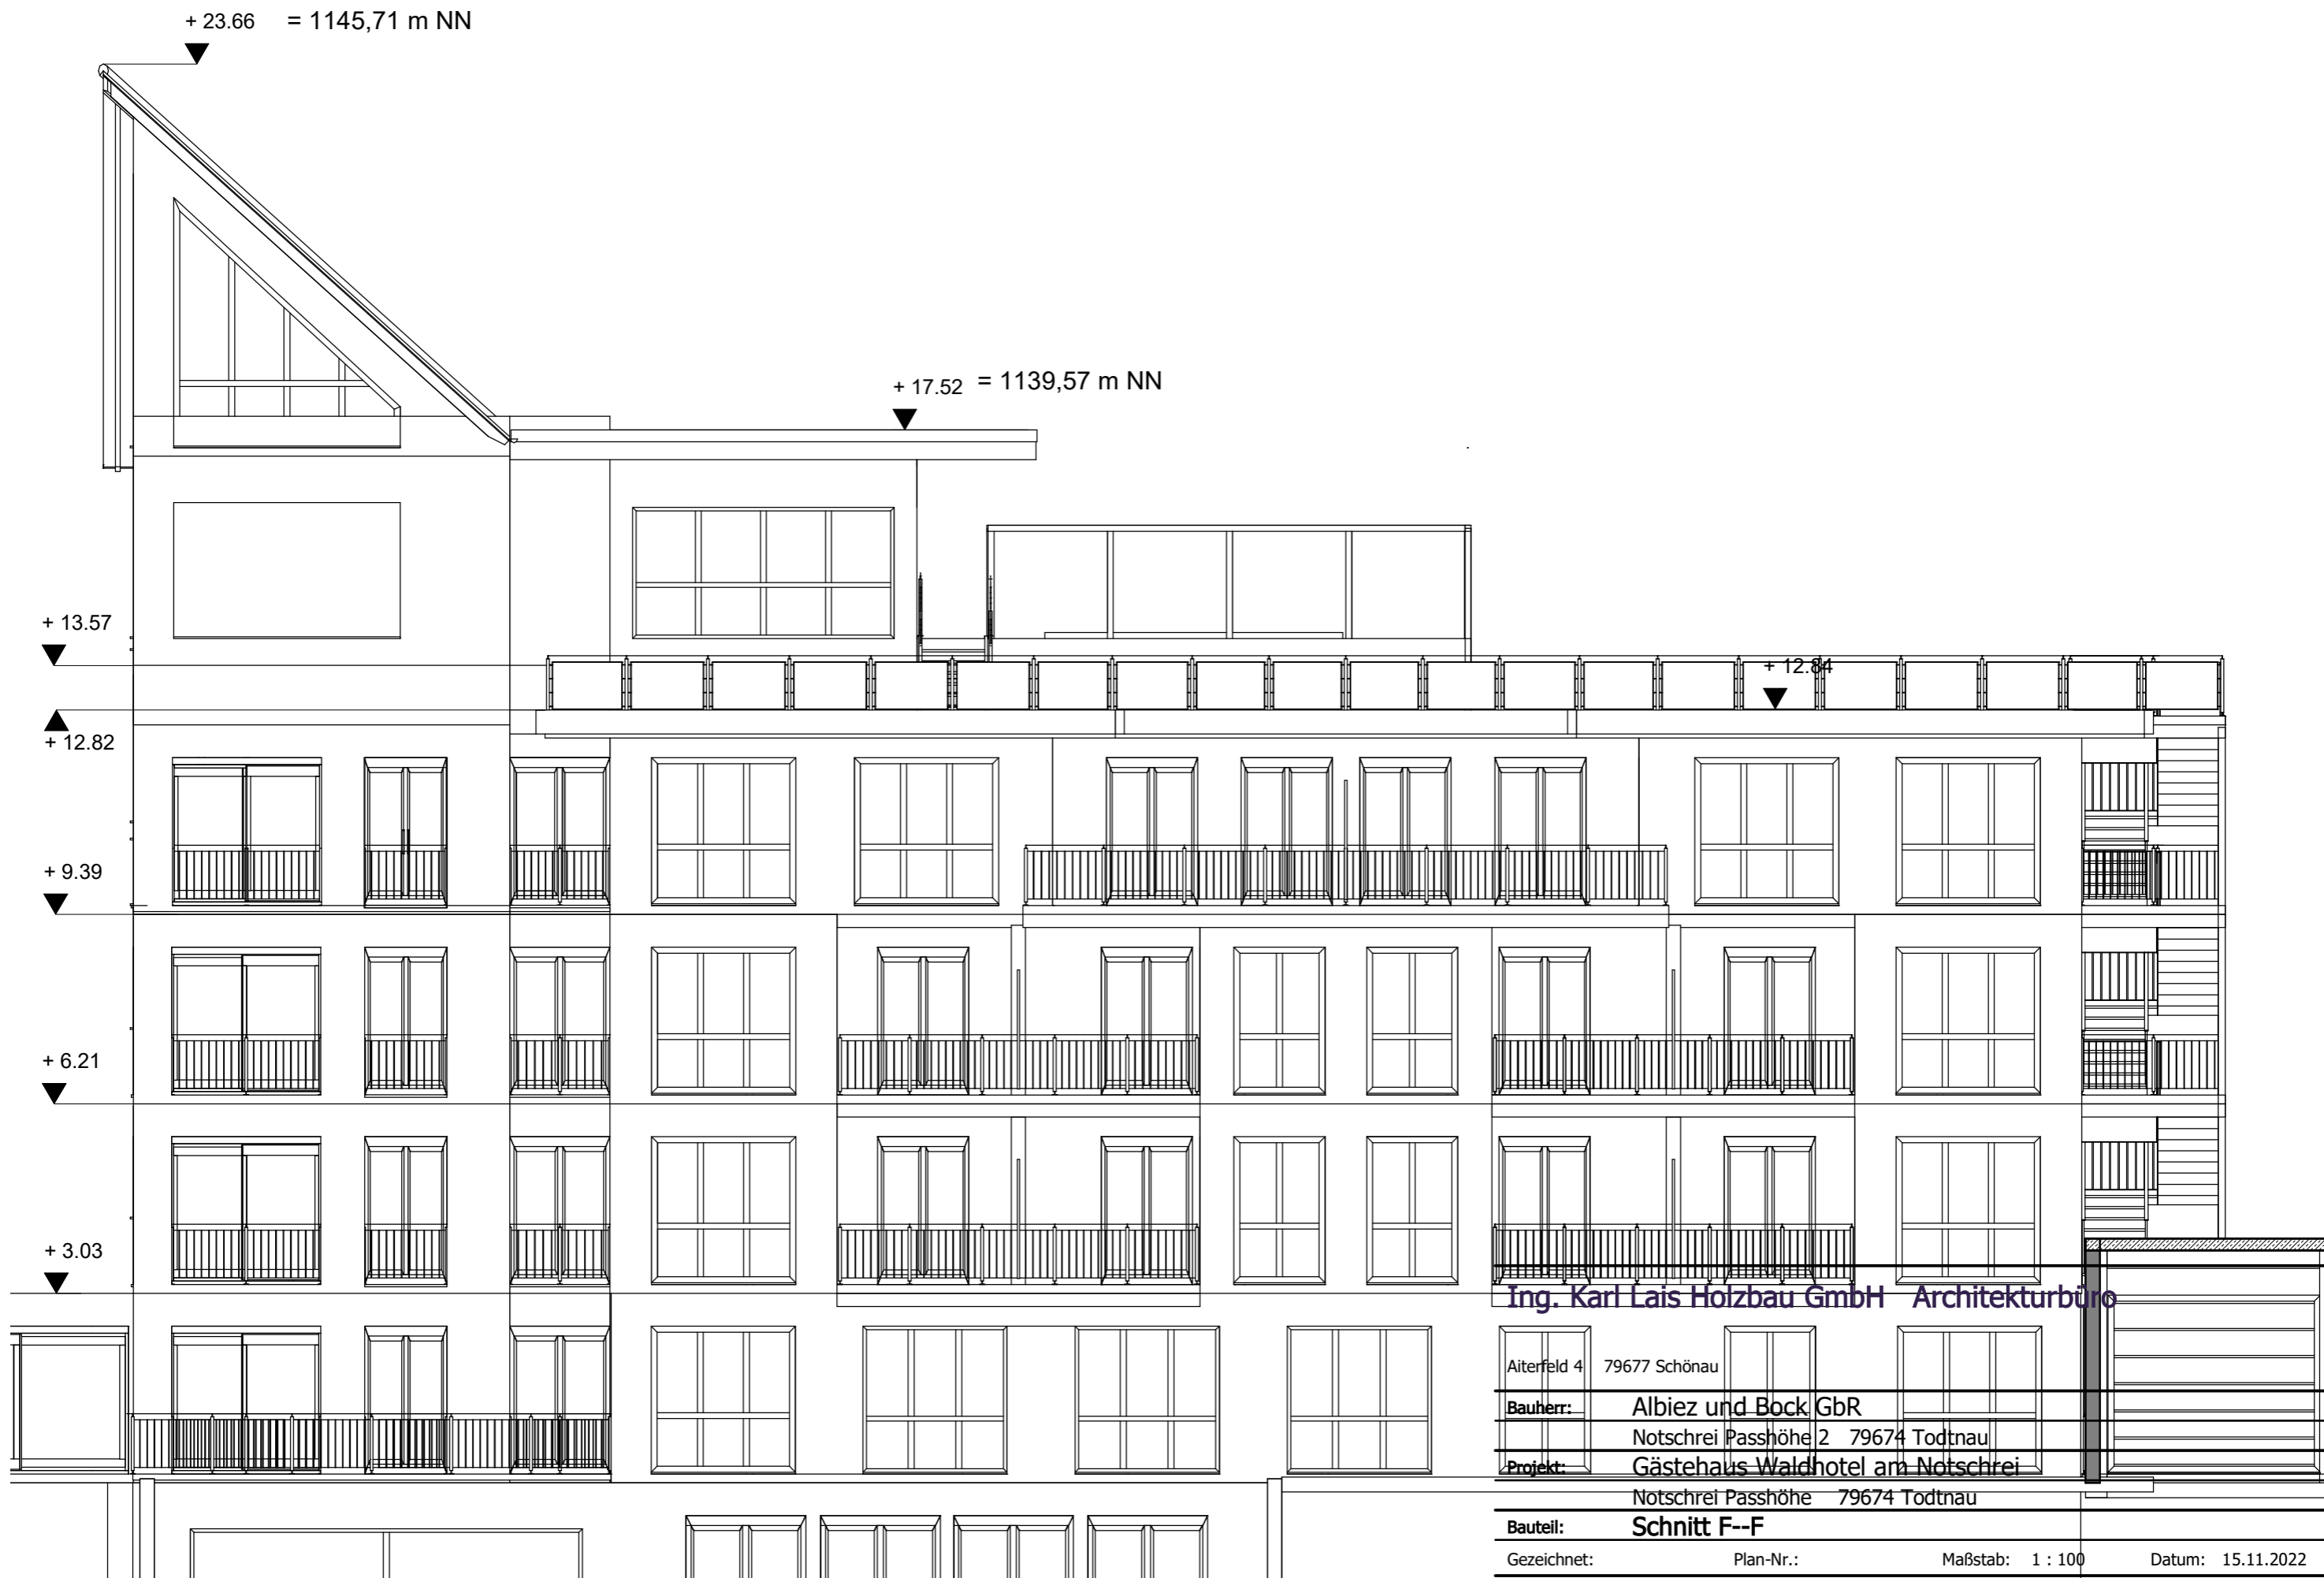 + 23.66 = 1145,71 m NN
+ 17.52 = 1139,57 m NN
+ 13.57
+ 12.84
+ 12.82
+ 9.39
+ 6.21
+ 3.03
Ing. Karl Lais Holzbau GmbH Architekturbüro
Aiterfeld 4 79677 Schönau
Bauherr: Albiez und Bock GbR
Notschrei Passhöhe 2 79674 Todtnau
Projekt: Gästehaus Waldhotel am Notschrei
Notschrei Passhöhe 79674 Todtnau
Bauteil: Schnitt F--F
Gezeichnet: Plan-Nr.: Maßstab: 1 : 100 Datum: 15.11.2022